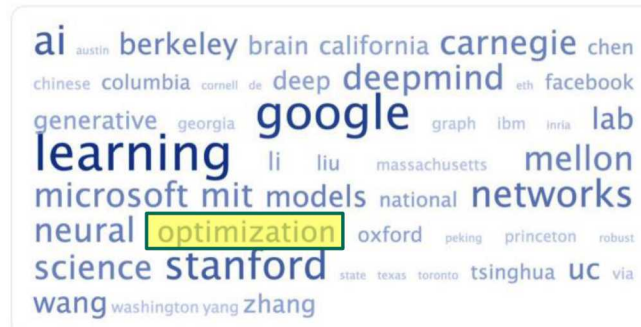 ai austin berkeley brain california carnegie chen
chinese columbia cornell de deep deepmind eth facebook
generative georgia google graph ibm inria lab
learning li liu massachusetts mellon
microsoft mit models national networks
neural optimization oxford peking princeton robust
science stanford state texas toronto tsinghua uc via
wang washington yang zhang